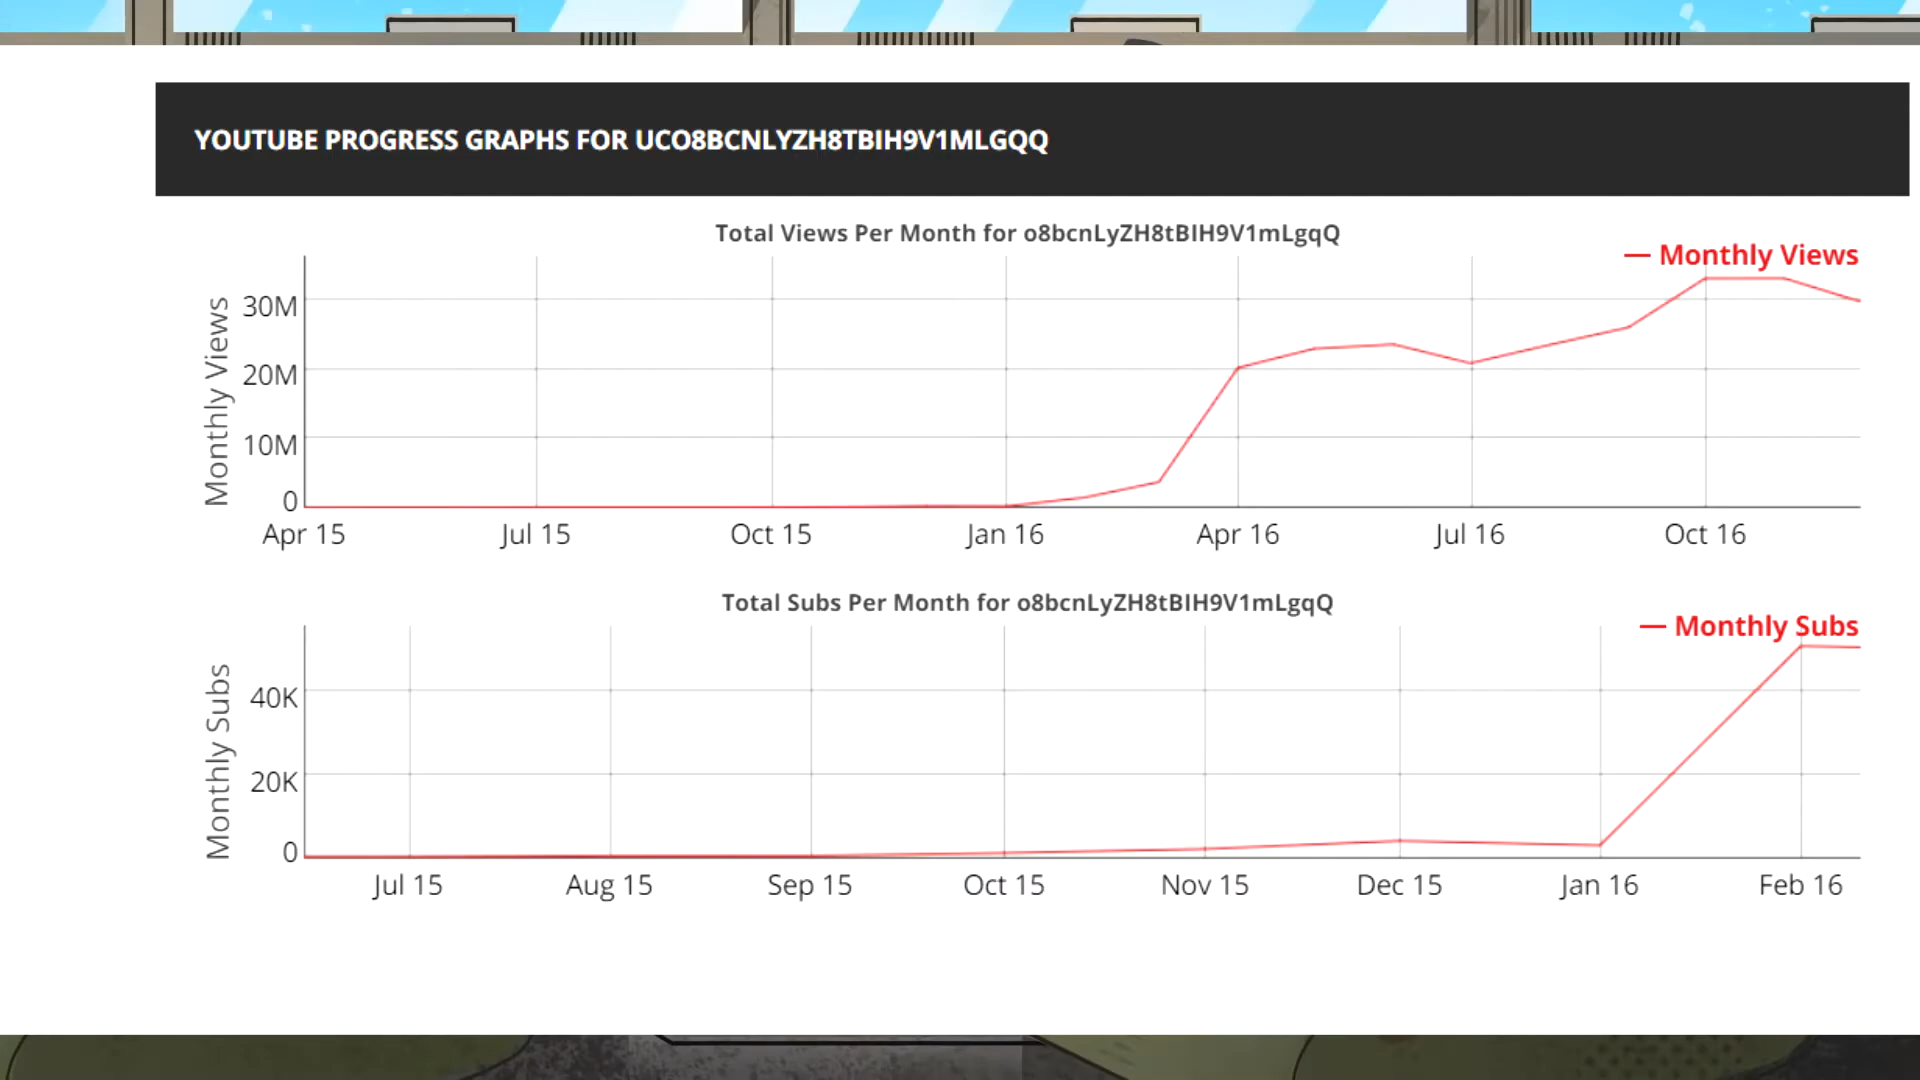 YOUTUBE PROGRESS GRAPHS FOR UCO8BCNLYZH8TBIH9V1MLGQQ
Total Views Per Month for o8bcnLyZH8tBIH9V1mLgqQ
— Monthly Views
Monthly Views
30M
20M
10M
0
Apr 15 Jul 15 Oct 15 Jan 16 Apr 16 Jul 16 Oct 16
Total Subs Per Month for o8bcnLyZH8tBIH9V1mLgqQ
— Monthly Subs
Monthly Subs
40K
20K
0
Jul 15 Aug 15 Sep 15 Oct 15 Nov 15 Dec 15 Jan 16 Feb 16